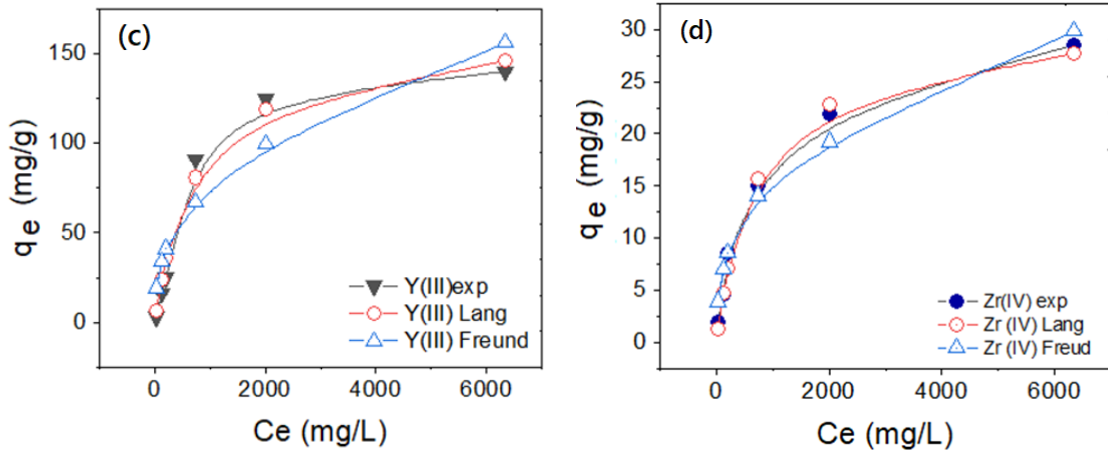 (c)
qe (mg/g)
150
100
50
0
Y(III)exp
Y(III) Lang
Y(III) Freund
0 2000 4000 6000
Ce (mg/L)
(d)
qe (mg/g)
30
25
20
15
10
5
0
Zr(IV) exp
Zr (IV) Lang
Zr (IV) Freud
0 2000 4000 6000
Ce (mg/L)